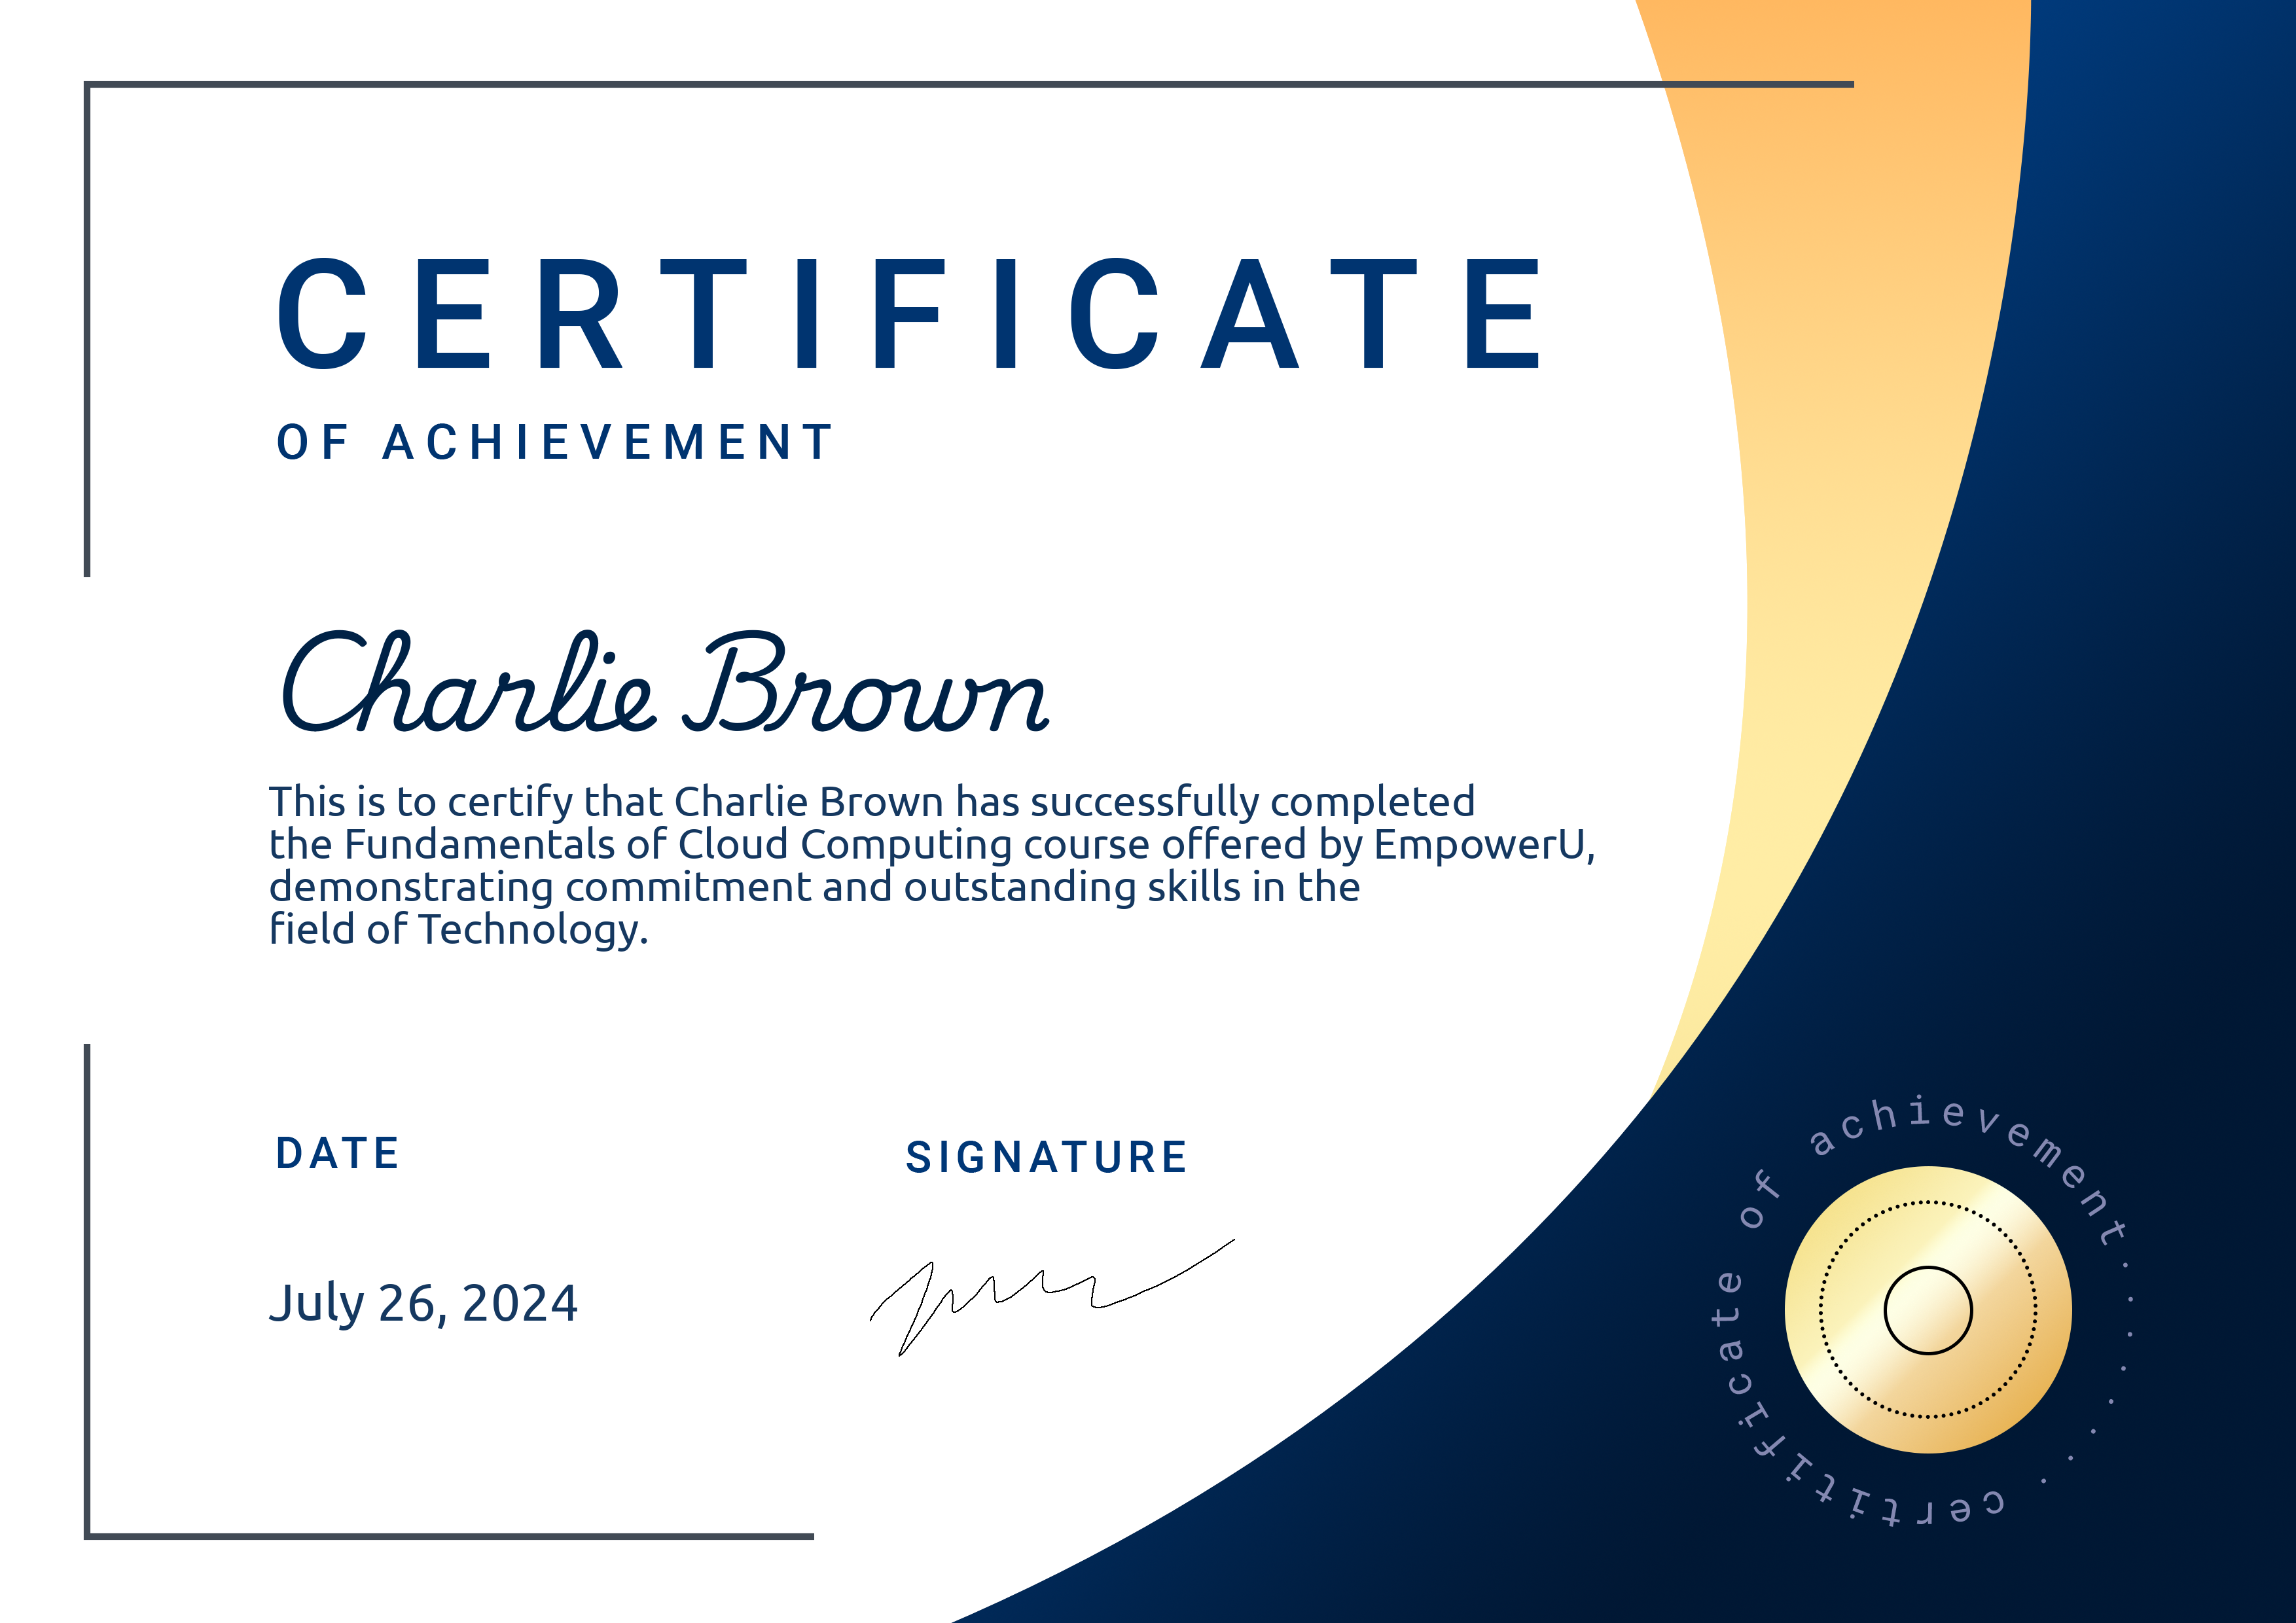 CERTIFICATE
OF ACHIEVEMENT
Charlie Brown
This is to certify that Charlie Brown has successfully completed
the Fundamentals of Cloud Computing course offered by EmpowerU,
demonstrating commitment and outstanding skills in the
field of Technology.
DATE
SIGNATURE
July 26, 2024
certificate of achievement........